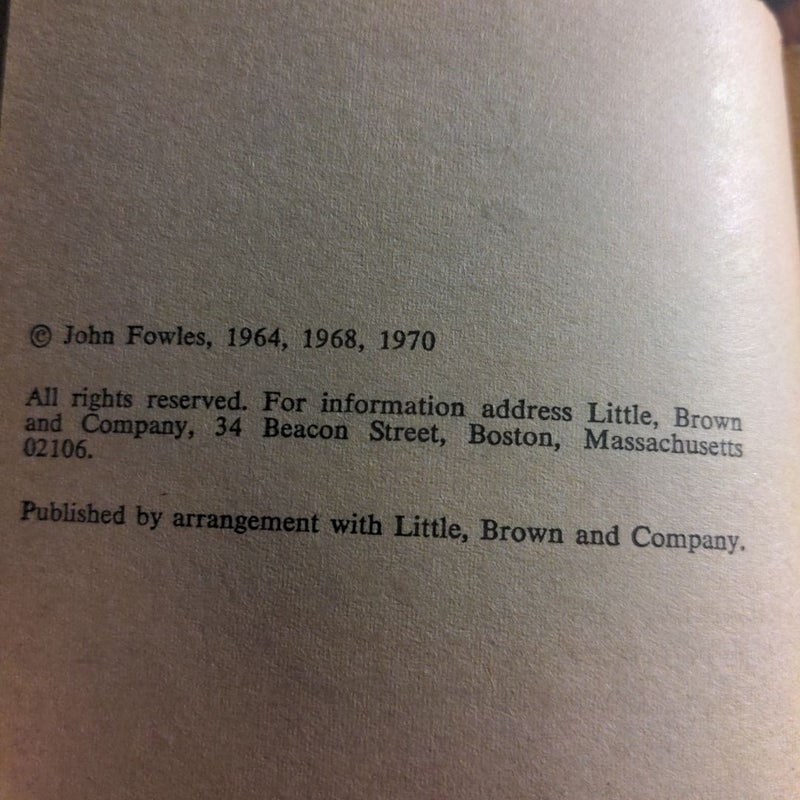 © John Fowles, 1964, 1968, 1970
All rights reserved. For information address Little, Brown
and Company, 34 Beacon Street, Boston, Massachusetts
02106.
Published by arrangement with Little, Brown and Company.